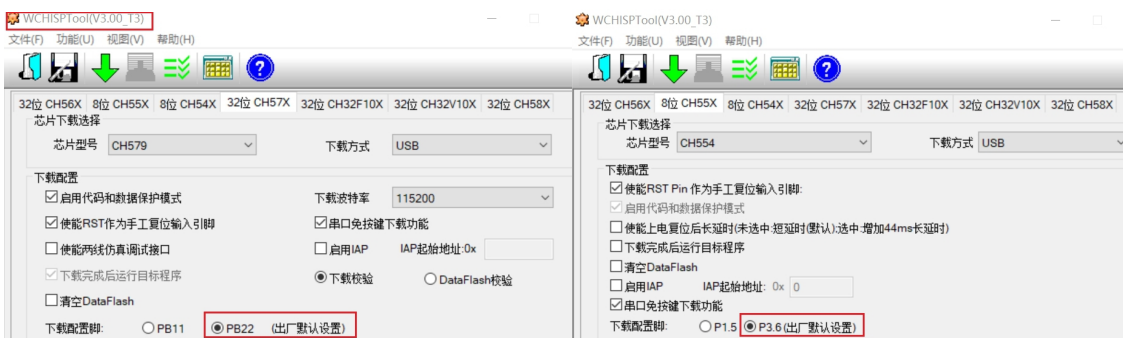 WCHISPTool(V3.00_T3)
文件(F) 功能(U) 视图(V) 帮助(H)
32位 CH56X 8位 CH55X 8位 CH54X 32位 CH57X 32位 CH32F10X 32位 CH32V10X 32位 CH58X
芯片下载选择
芯片型号 CH579 下载方式 USB
下载配置
启用代码和数据保护模式 下载波特率 115200
使能RST作为手工复位输入引脚 串口免按键下载功能
使能两线仿真调试接口 启用IAP IAP起始地址:0x
下载完成后运行目标程序 下载校验 DataFlash校验
清空DataFlash
下载配置脚: PB11 PB22 (出厂默认设置)
WCHISPTool(V3.00_T3)
文件(F) 功能(U) 视图(V) 帮助(H)
32位 CH56X 8位 CH55X 8位 CH54X 32位 CH57X 32位 CH32F10X 32位 CH32V10X 32位 CH58X
芯片下载选择
芯片型号 CH554 下载方式 USB
下载配置
使能RST Pin 作为手工复位输入引脚:
启用代码和数据保护模式
使能上电复位后长延时(未选中:短延时(默认);选中:增加44ms长延时)
下载完成后运行目标程序
清空DataFlash
启用IAP IAP起始地址: 0x 0
串口免按键下载功能
下载配置脚: P1.5 P3.6(出厂默认设置)